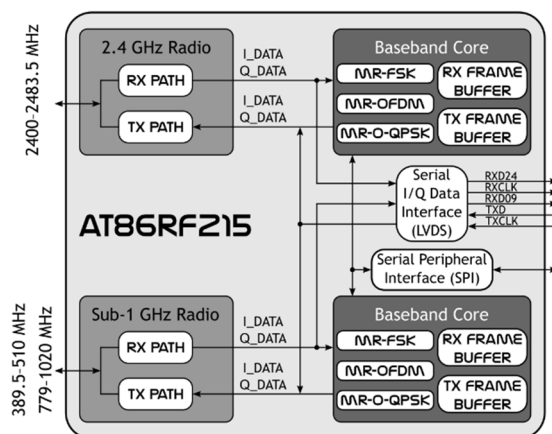 2.4 GHz Radio
RX PATH
TX PATH
2400-2483.5 MHz
I_DATA
Q_DATA
I_DATA
Q_DATA
Baseband Core
MR-FSK
MR-OFDM
MR-O-QPSK
RX FRAME
BUFFER
TX FRAME
BUFFER
Serial
I/Q Data
Interface
(LVDS)
RXD24
RXCLK
RXD09
TXD
TXCLK
AT86RF215
Serial Peripheral
Interface (SPI)
Sub-1 GHz Radio
RX PATH
TX PATH
389.5-510 MHz
779-1020 MHz
I_DATA
Q_DATA
I_DATA
Q_DATA
Baseband Core
MR-FSK
MR-OFDM
MR-O-QPSK
RX FRAME
BUFFER
TX FRAME
BUFFER